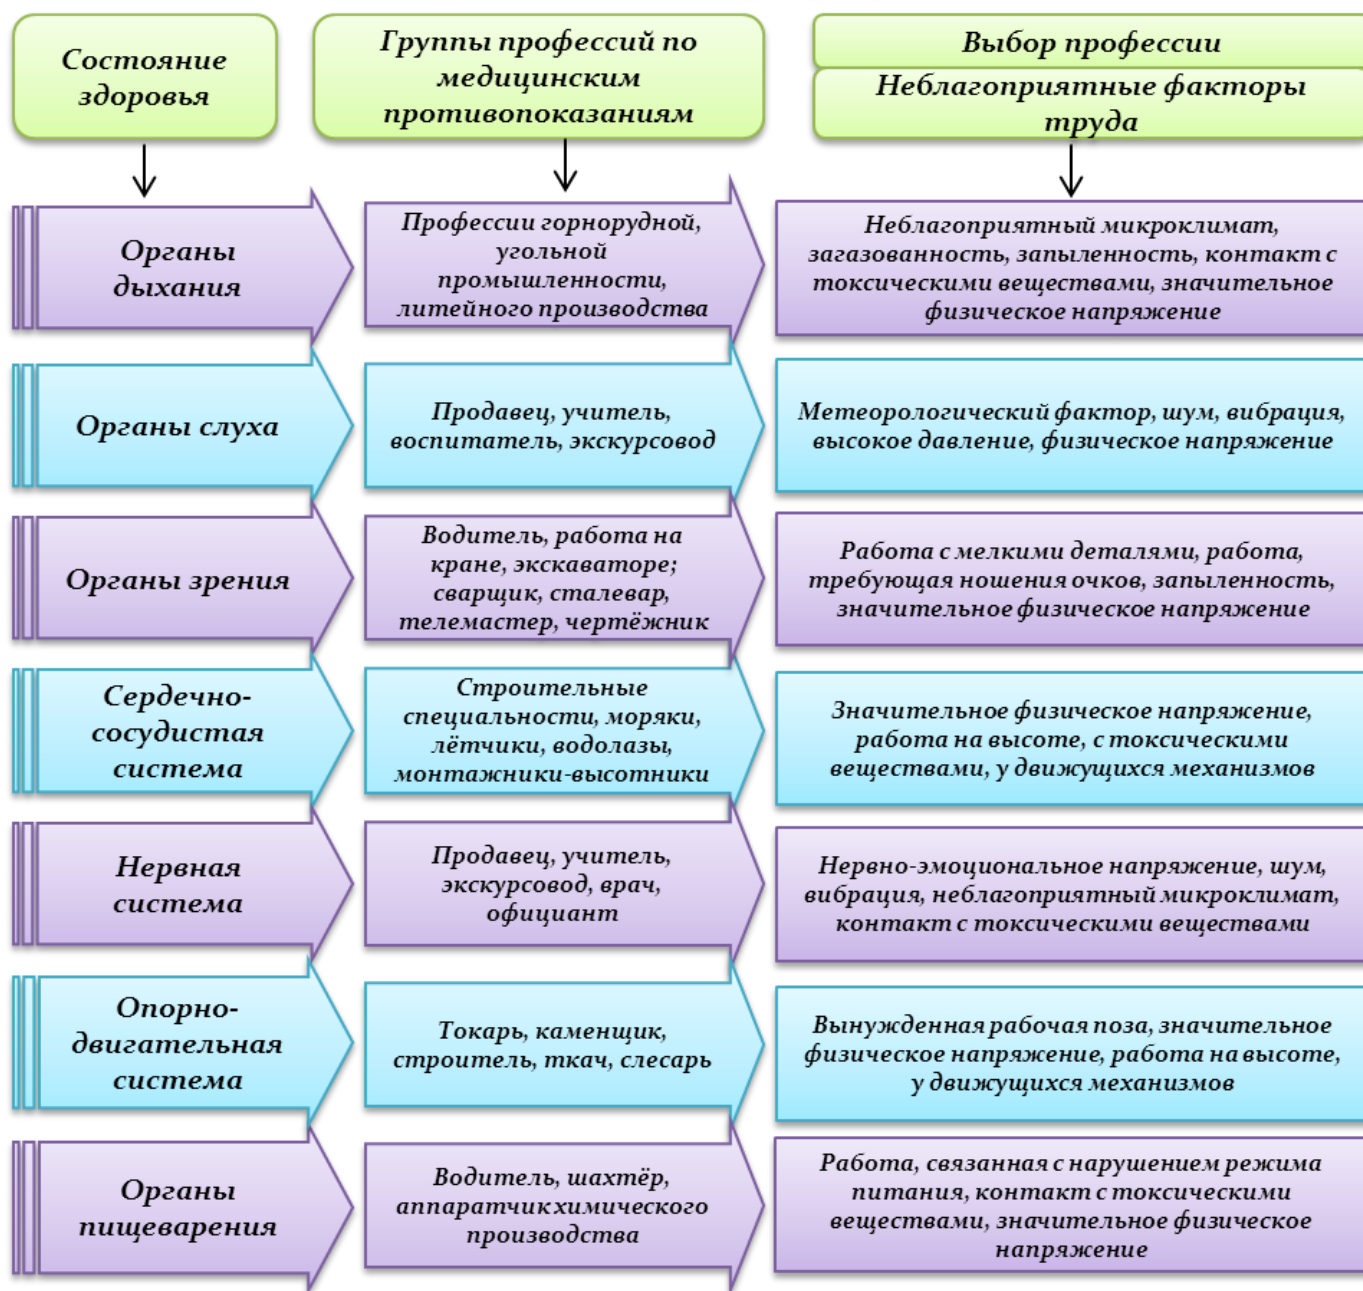 Состояние
здоровья
Группы профессий по
медицинским
противопоказаниям
Выбор профессии
Неблагоприятные факторы
труда
Органы
дыхания
Профессии горнорудной,
угольной
промышленности,
литейного производства
Неблагоприятный микроклимат,
загазованность, запыленность, контакт с
токсическими веществами, значительное
физическое напряжение
Органы слуха
Продавец, учитель,
воспитатель, экскурсовод
Метеорологический фактор, шум, вибрация,
высокое давление, физическое напряжение
Органы зрения
Водитель, работа на
кране, экскаваторе;
сварщик, сталевар,
телемастер, чертёжник
Работа с мелкими деталями, работа,
требующая ношения очков, запыленность,
значительное физическое напряжение
Сердечно-
сосудистая
система
Строительные
специальности, моряки,
лётчики, водолазы,
монтажники-высотники
Значительное физическое напряжение,
работа на высоте, с токсическими
веществами, у движущихся механизмов
Нервная
система
Продавец, учитель,
экскурсовод, врач,
официант
Нервно-эмоциональное напряжение, шум,
вибрация, неблагоприятный микроклимат,
контакт с токсическими веществами
Опорно-
двигательная
система
Токарь, каменщик,
строитель, ткач, слесарь
Вынужденная рабочая поза, значительное
физическое напряжение, работа на высоте,
у движущихся механизмов
Органы
пищеварения
Водитель, шахтёр,
аппаратчик химического
производства
Работа, связанная с нарушением режима
питания, контакт с токсическими
веществами, значительное физическое
напряжение